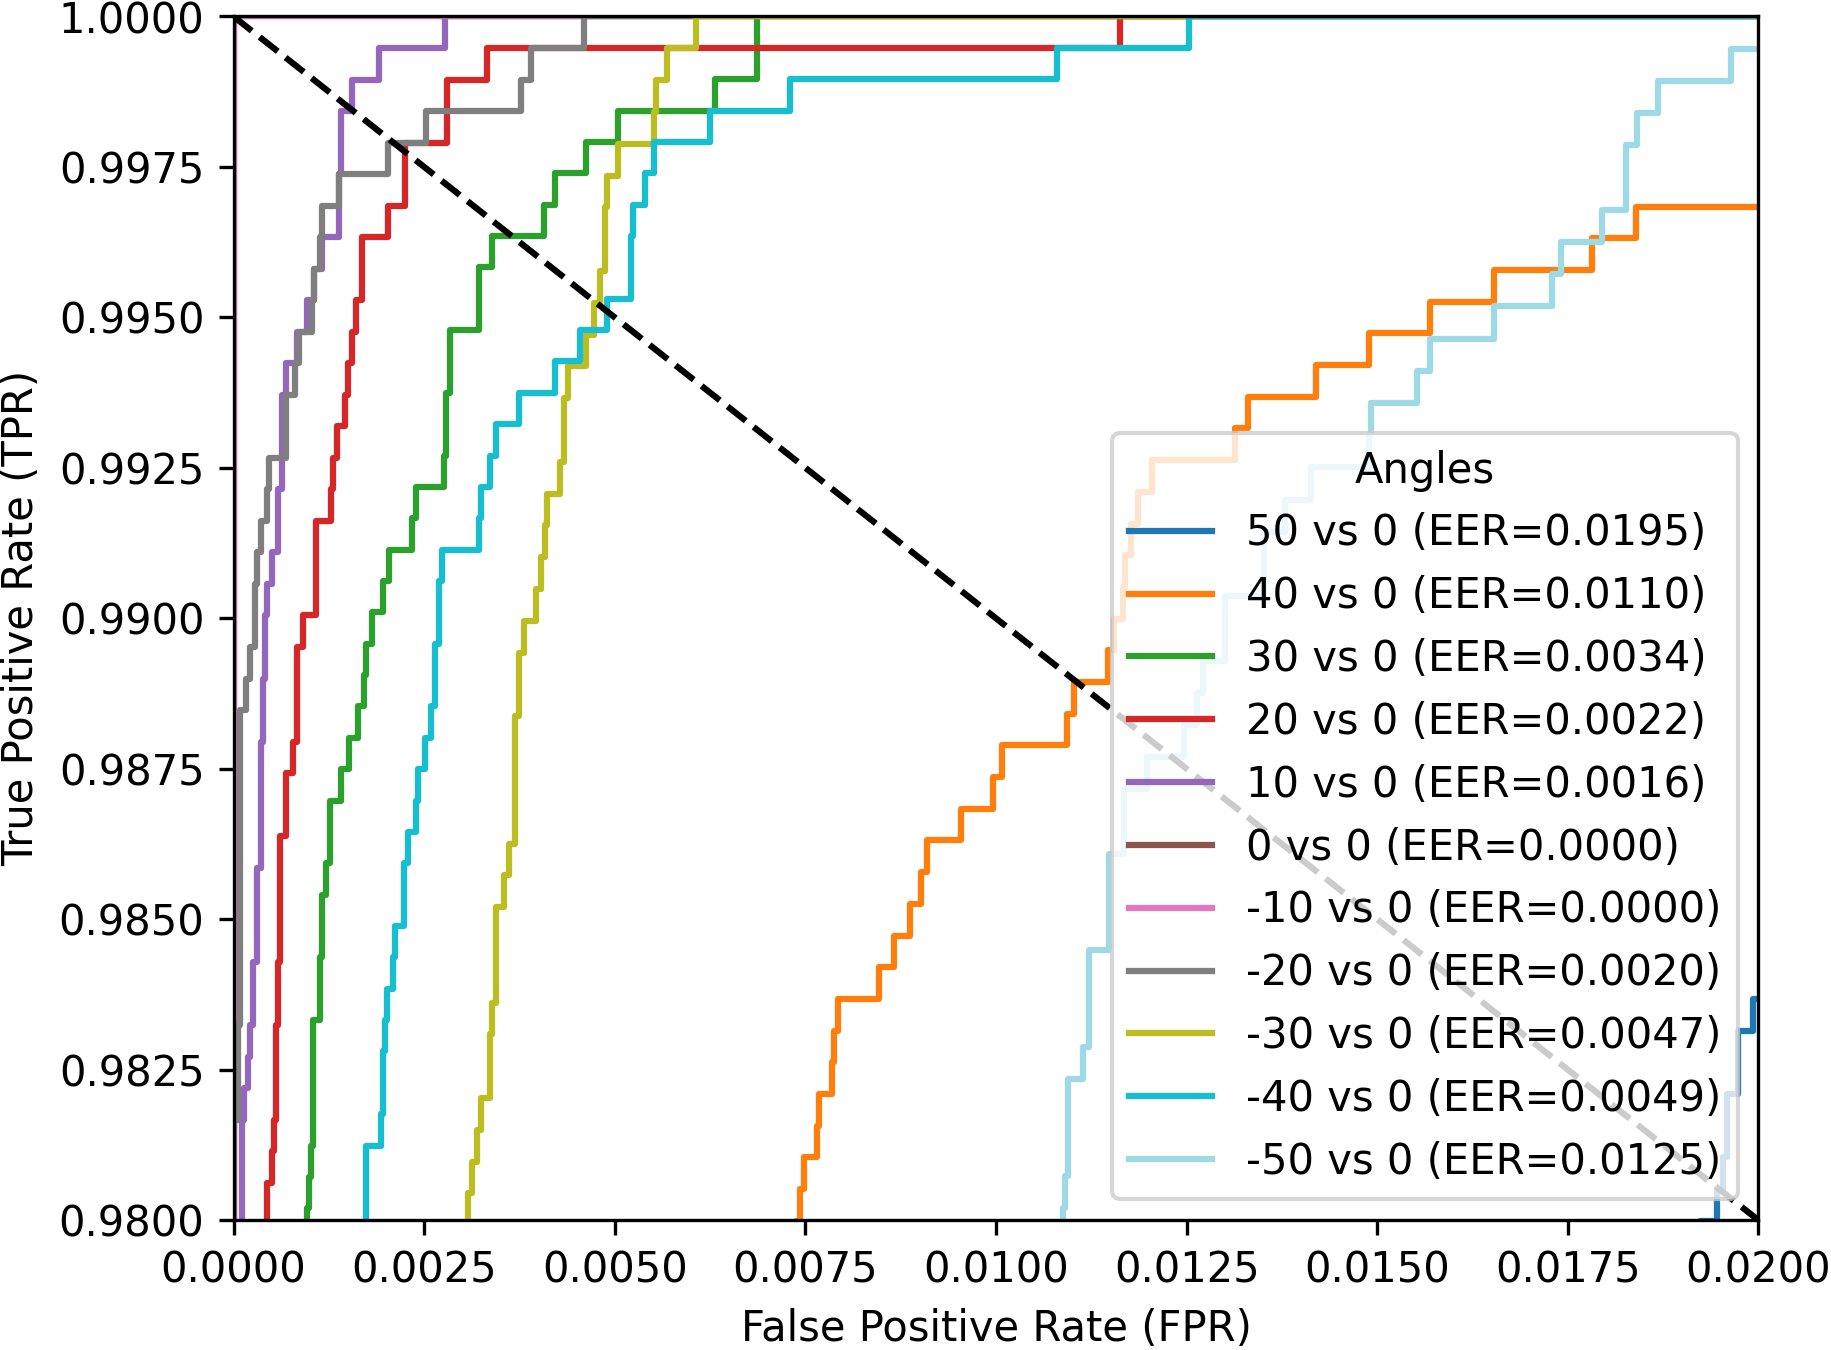 1.0000
0.9975
0.9950
0.9925
0.9900
0.9875
0.9850
0.9825
0.9800
True Positive Rate (TPR)
Angles
50 vs 0 (EER=0.0195)
40 vs 0 (EER=0.0110)
30 vs 0 (EER=0.0034)
20 vs 0 (EER=0.0022)
10 vs 0 (EER=0.0016)
0 vs 0 (EER=0.0000)
-10 vs 0 (EER=0.0000)
-20 vs 0 (EER=0.0020)
-30 vs 0 (EER=0.0047)
-40 vs 0 (EER=0.0049)
-50 vs 0 (EER=0.0125)
0.0000 0.0025 0.0050 0.0075 0.0100 0.0125 0.0150 0.0175 0.0200
False Positive Rate (FPR)